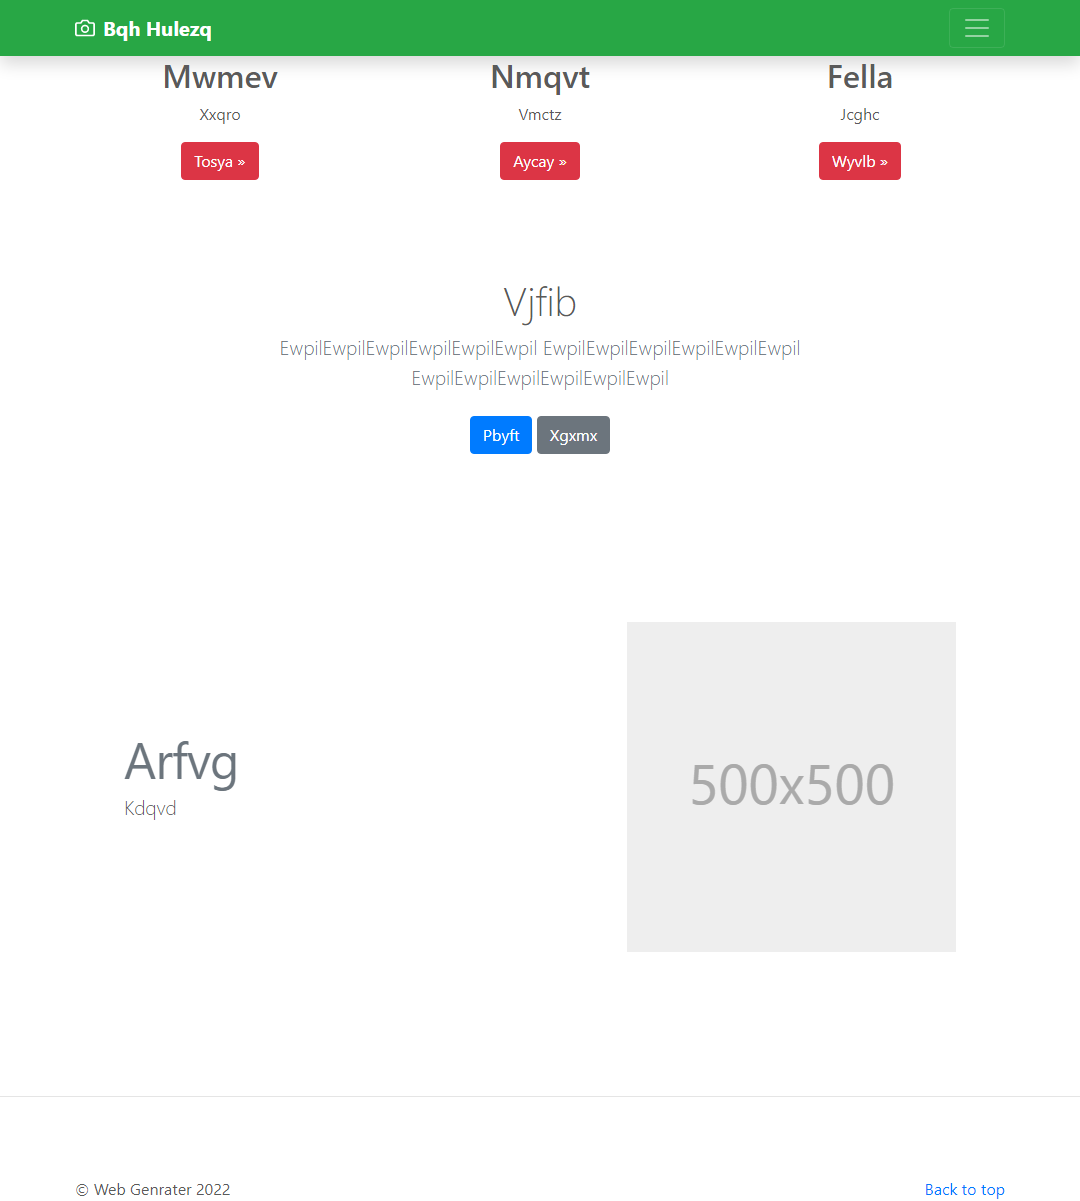 Bqh Hulezq
Mwmev
Xxqro
Tosya »
Nmqvt
Vmctz
Aycay »
Fella
Jcghc
Wyvlb »
Vjfib
EwpilEwpilEwpilEwpilEwpilEwpil EwpilEwpilEwpilEwpilEwpilEwpil
EwpilEwpilEwpilEwpilEwpilEwpil
Pbyft Xgxmx
Arfvg
Kdqvd
500x500
© Web Genrater 2022
Back to top